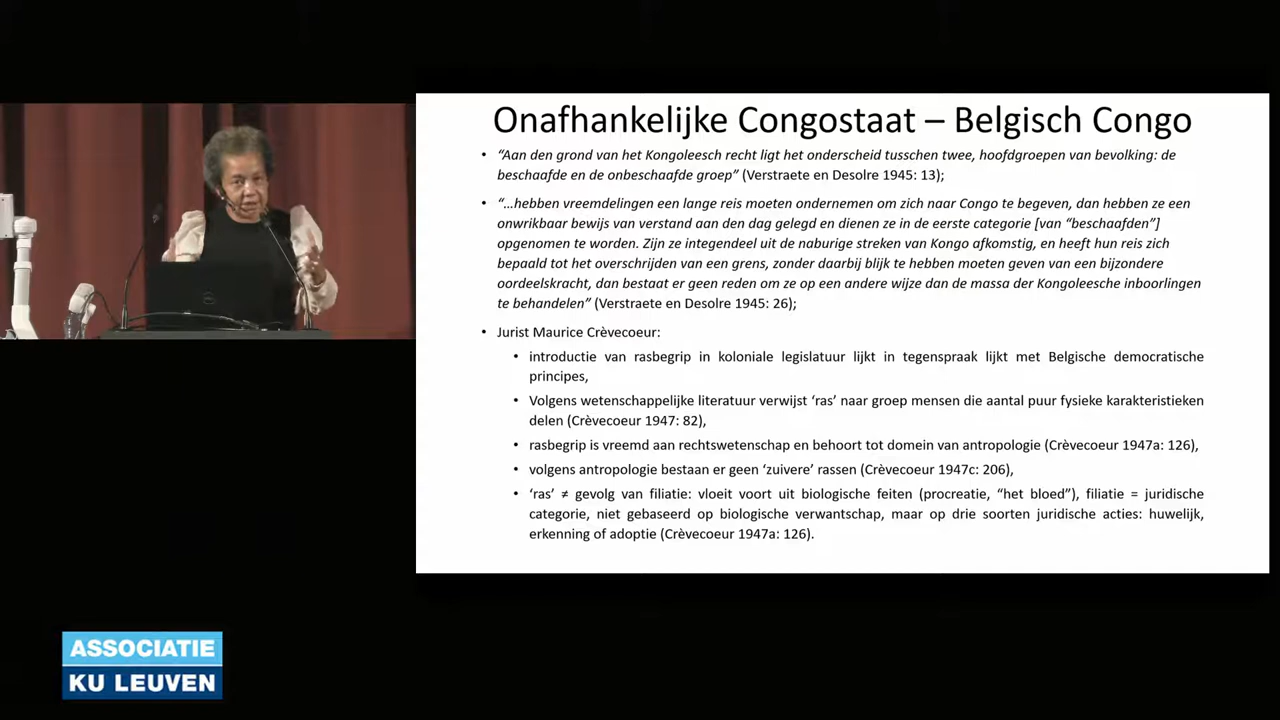 Onafhankelijke Congostaat – Belgisch Congo
• “Aan den grond van het Kongoleesch recht ligt het onderscheid tusschen twee, hoofdgroepen van bevolking: de
beschaafde en de onbeschaafde groep” (Verstraete en Desolre 1945: 13);
• “…hebben vreemdelingen een lange reis moeten ondernemen om zich naar Congo te begeven, dan hebben ze een
onwrikbaar bewijs van verstand aan den dag gelegd en dienen ze in de eerste categorie [van “beschaafden”]
opgenomen te worden. Zijn ze integendeel uit de naburige streken van Kongo afkomstig, en heeft hun reis zich
bepaald tot het overschrijden van een grens, zonder daarbij blijk te hebben moeten geven van een bijzondere
oordeelskracht, dan bestaat er geen reden om ze op een andere wijze dan de massa der Kongoleesche inboorlingen
te behandelen” (Verstraete en Desolre 1945: 26);
• Jurist Maurice Crèvecoeur:
• introductie van rasbegrip in koloniale legislatuur lijkt in tegenspraak lijkt met Belgische democratische
principes,
• Volgens wetenschappelijke literatuur verwijst ‘ras’ naar groep mensen die aantal puur fysieke karakteristieken
delen (Crèvecoeur 1947: 82),
• rasbegrip is vreemd aan rechtswetenschap en behoort tot domein van antropologie (Crèvecoeur 1947a: 126),
• volgens antropologie bestaan er geen ‘zuivere’ rassen (Crèvecoeur 1947c: 206),
• ‘ras’ ≠ gevolg van filiatie: vloeit voort uit biologische feiten (procreatie, “het bloed”), filiatie = juridische
categorie, niet gebaseerd op biologische verwantschap, maar op drie soorten juridische acties: huwelijk,
erkenning of adoptie (Crèvecoeur 1947a: 126).
ASSOCIATIE
KU LEUVEN